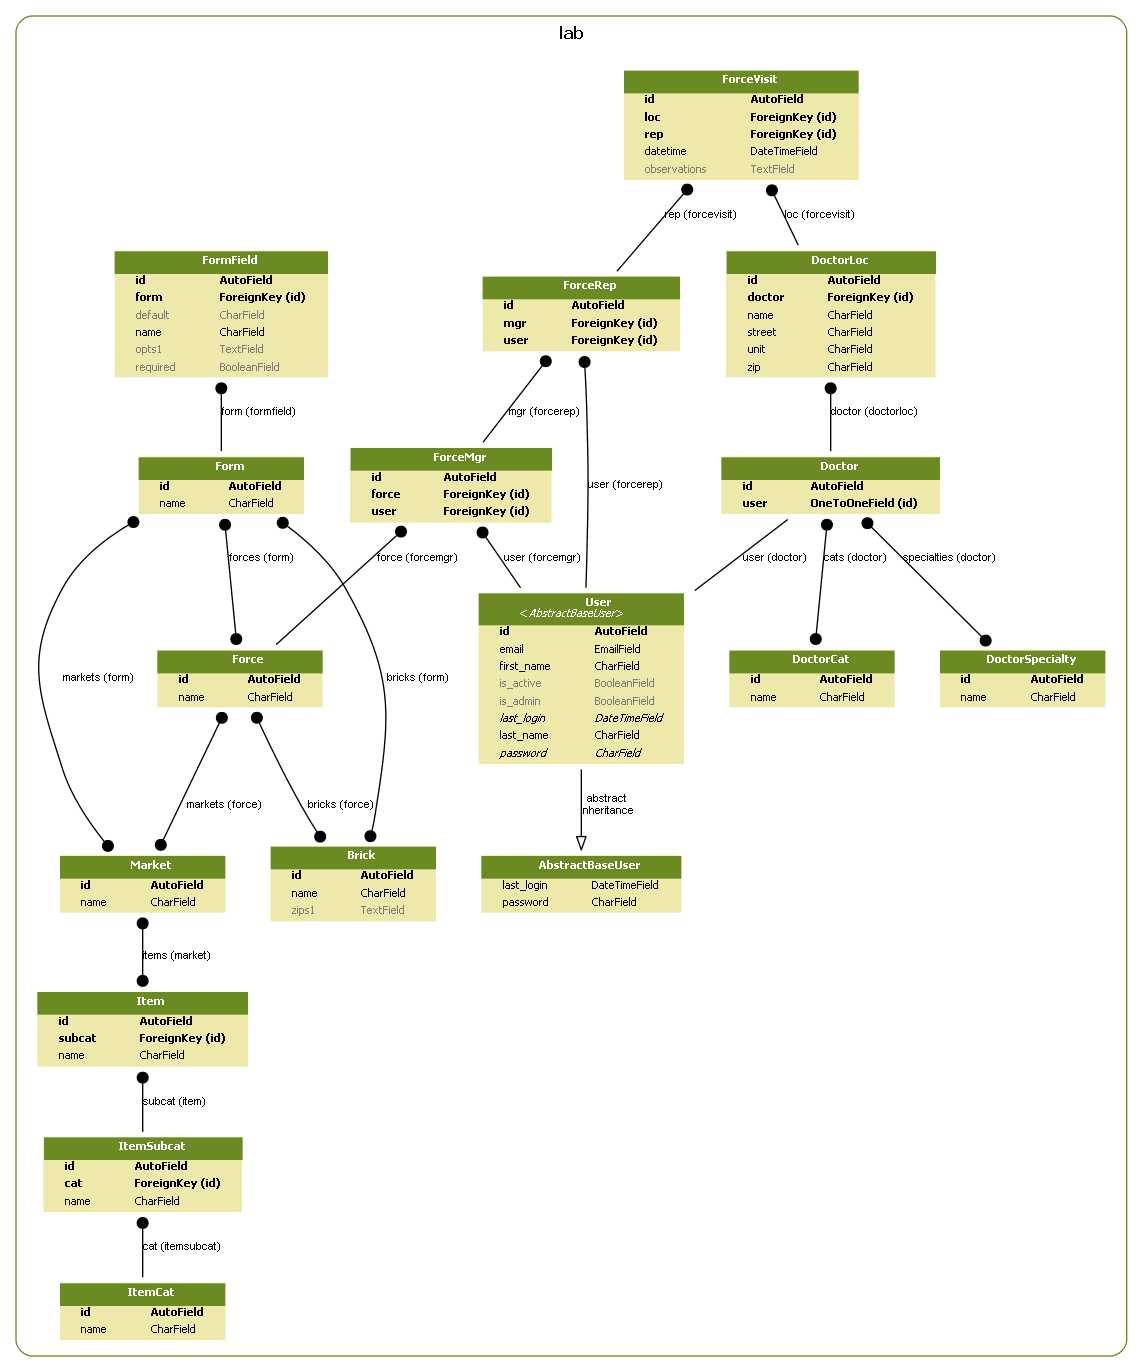 lab
ForceVisit
id AutoField
loc ForeignKey (id)
rep ForeignKey (id)
datetime DateTimeField
observations TextField
rep (forcevisit)
loc (forcevisit)
FormField
id AutoField
form ForeignKey (id)
default CharField
name CharField
opts1 TextField
required BooleanField
ForceRep
id AutoField
mgr ForeignKey (id)
user ForeignKey (id)
DoctorLoc
id AutoField
doctor ForeignKey (id)
name CharField
street CharField
unit CharField
zip CharField
form (formfield)
mgr (forcerep)
doctor (doctorloc)
Form
id AutoField
name CharField
ForceMgr
id AutoField
force ForeignKey (id)
user ForeignKey (id)
user (forcerep)
Doctor
id AutoField
user OneToOneField (id)
forces (form)
force (forcemgr)
user (forcemgr)
user (doctor)
cats (doctor)
specialties (doctor)
User
<AbstractBaseUser>
id AutoField
email EmailField
first_name CharField
is_active BooleanField
is_admin BooleanField
last_login DateTimeField
last_name CharField
password CharField
Force
id AutoField
name CharField
DoctorCat
id AutoField
name CharField
DoctorSpecialty
id AutoField
name CharField
markets (form)
bricks (form)
markets (force)
bricks (force)
abstract
inheritance
Market
id AutoField
name CharField
Brick
id AutoField
name CharField
zips1 TextField
AbstractBaseUser
last_login DateTimeField
password CharField
items (market)
Item
id AutoField
subcat ForeignKey (id)
name CharField
subcat (item)
ItemSubcat
id AutoField
cat ForeignKey (id)
name CharField
cat (itemsubcat)
ItemCat
id AutoField
name CharField